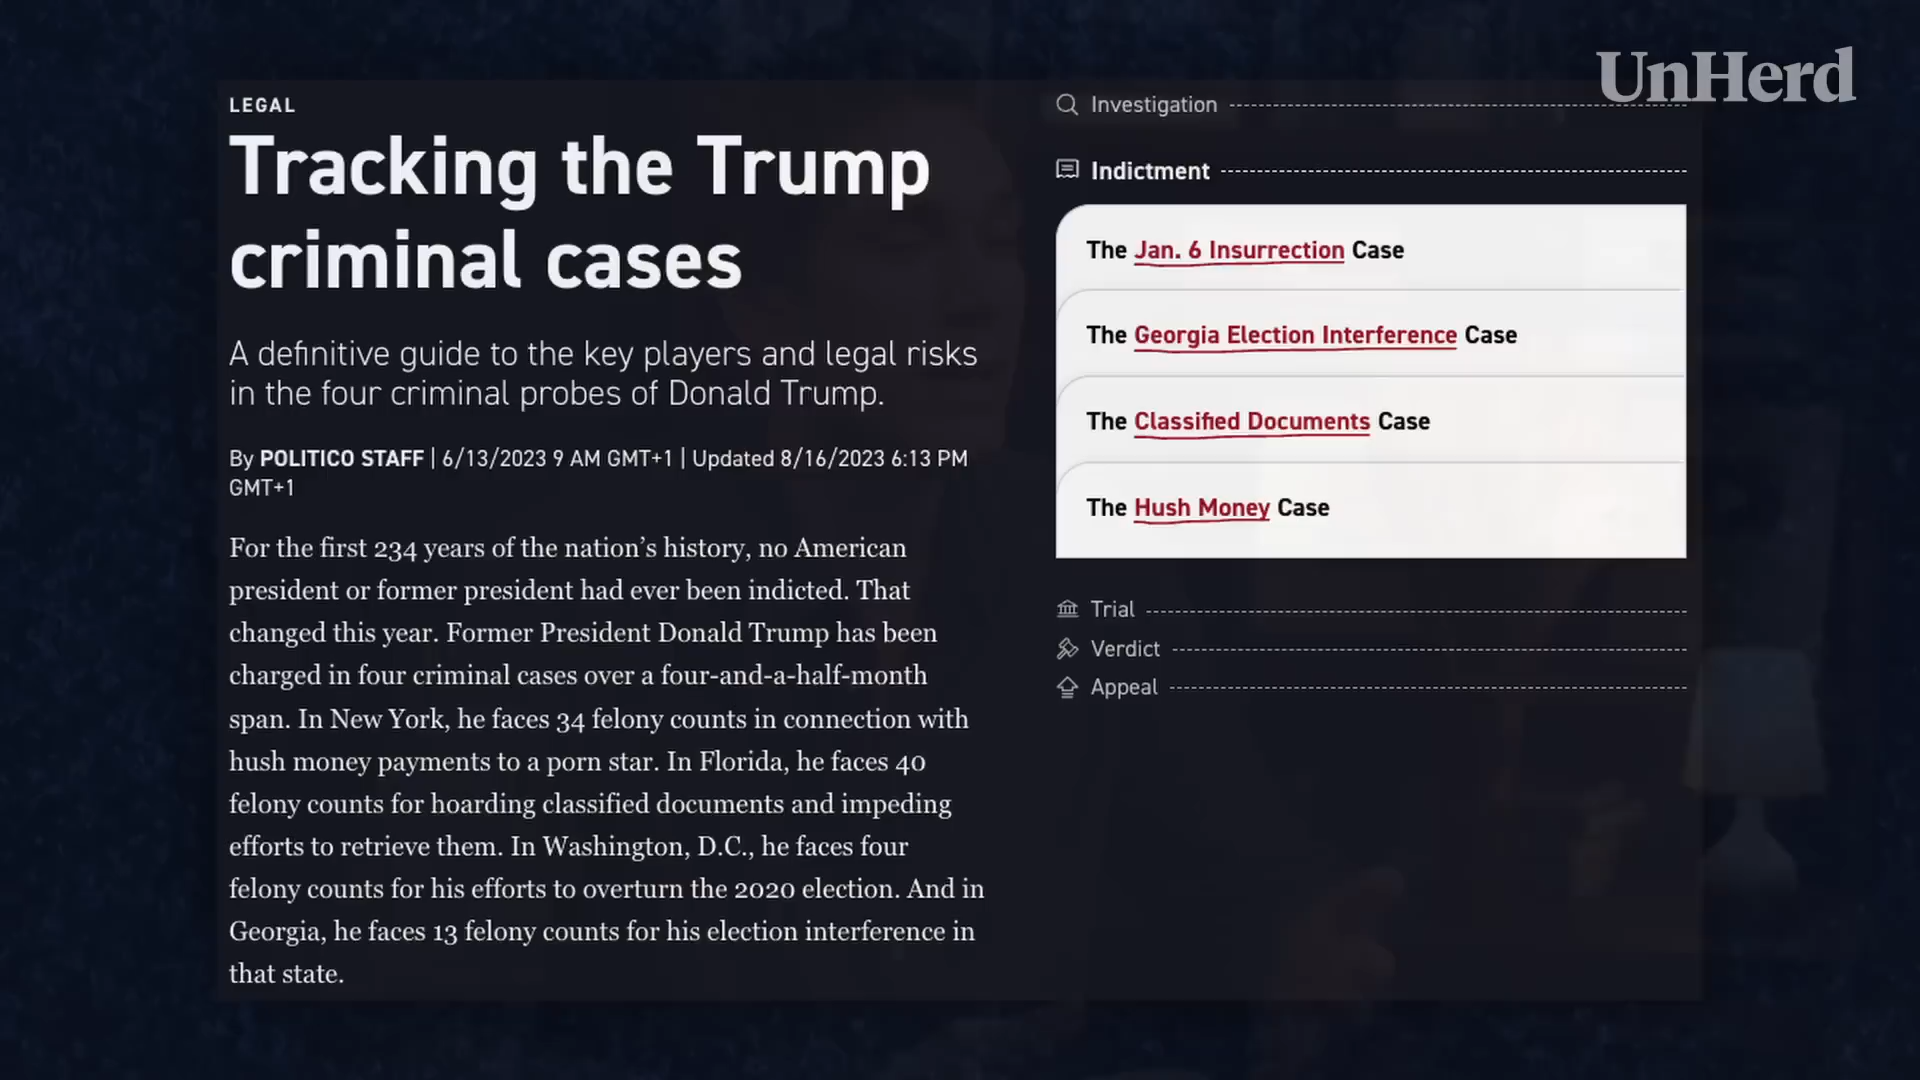 UnHerd
LEGAL
Tracking the Trump
criminal cases
A definitive guide to the key players and legal risks
in the four criminal probes of Donald Trump.
By POLITICO STAFF | 6/13/2023 9 AM GMT+1 | Updated 8/16/2023 6:13 PM
GMT+1
For the first 234 years of the nation’s history, no American
president or former president had ever been indicted. That
changed this year. Former President Donald Trump has been
charged in four criminal cases over a four-and-a-half-month
span. In New York, he faces 34 felony counts in connection with
hush money payments to a porn star. In Florida, he faces 40
felony counts for hoarding classified documents and impeding
efforts to retrieve them. In Washington, D.C., he faces four
felony counts for his efforts to overturn the 2020 election. And in
Georgia, he faces 13 felony counts for his election interference in
that state.
Investigation
Indictment
The Jan. 6 Insurrection Case
The Georgia Election Interference Case
The Classified Documents Case
The Hush Money Case
Trial
Verdict
Appeal